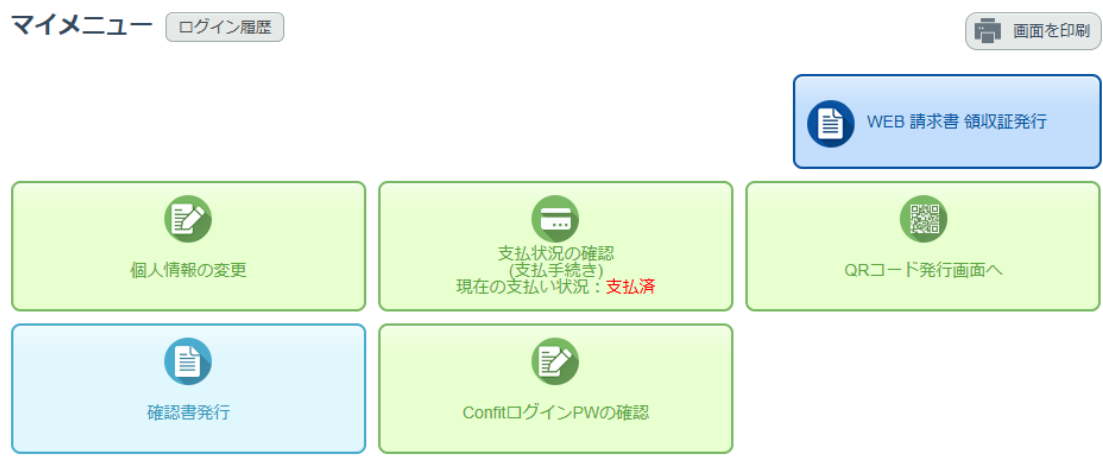 マイメニュー ログイン履歴
画面を印刷
WEB 請求書 領収証発行
個人情報の変更
支払状況の確認
(支払手続き)
現在の支払い状況：支払済
QRコード発行画面へ
確認書発行
ConfitログインPWの確認